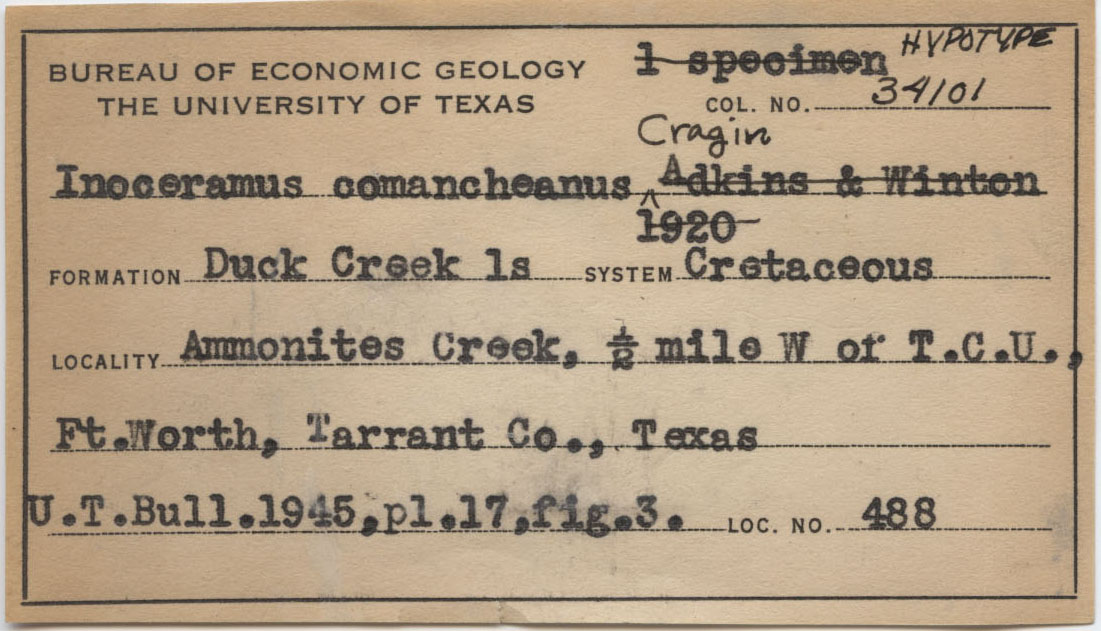 1 specimen HYPOTYPE
BUREAU OF ECONOMIC GEOLOGY
THE UNIVERSITY OF TEXAS
COL. NO. 34101
Cragin
Inoceramus comancheanus ^ Adkins & Winton
1920
FORMATION Duck Creek ls SYSTEM Cretaceous
LOCALITY Ammonites Creek, ½ mile W of T.C.U.,
Ft.Worth, Tarrant Co., Texas
U.T.Bull.1945,pl.17,fig.3. LOC. NO. 488